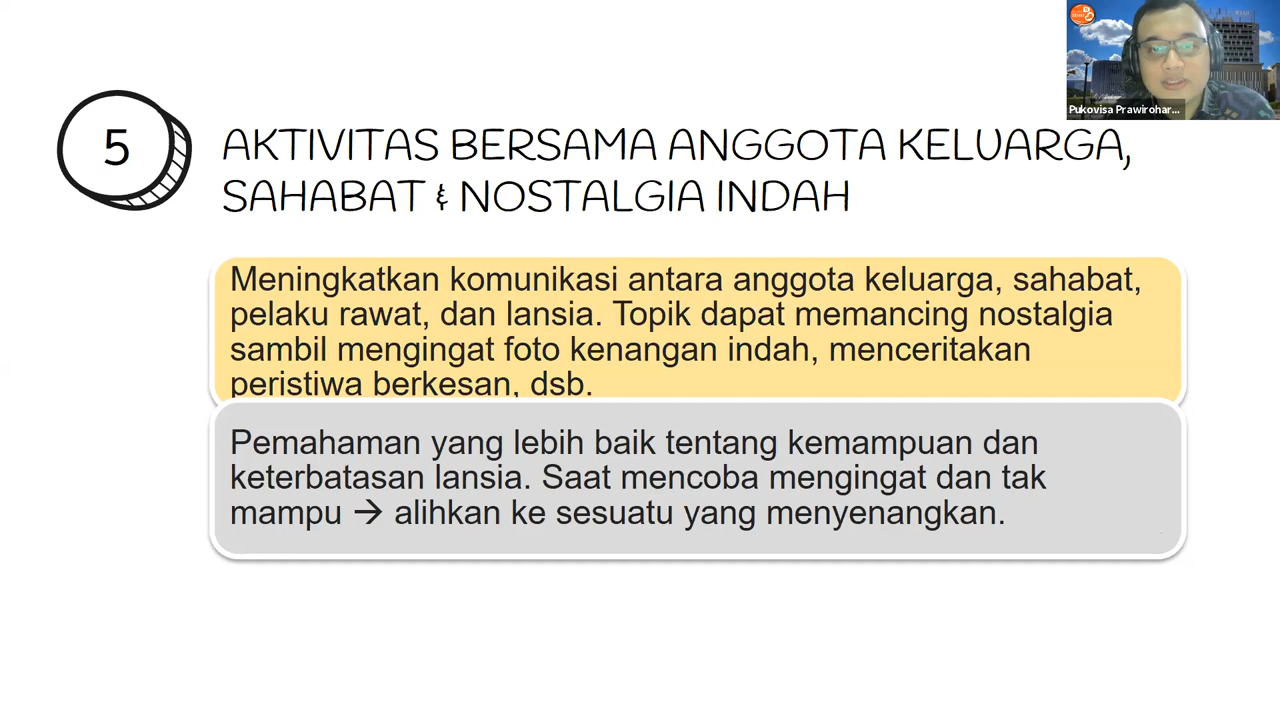 Pukovisa Prawirohar...
5
AKTIVITAS BERSAMA ANGGOTA KELUARGA,
SAHABAT & NOSTALGIA INDAH
Meningkatkan komunikasi antara anggota keluarga, sahabat,
pelaku rawat, dan lansia. Topik dapat memancing nostalgia
sambil mengingat foto kenangan indah, menceritakan
peristiwa berkesan, dsb.
Pemahaman yang lebih baik tentang kemampuan dan
keterbatasan lansia. Saat mencoba mengingat dan tak
mampu → alihkan ke sesuatu yang menyenangkan.